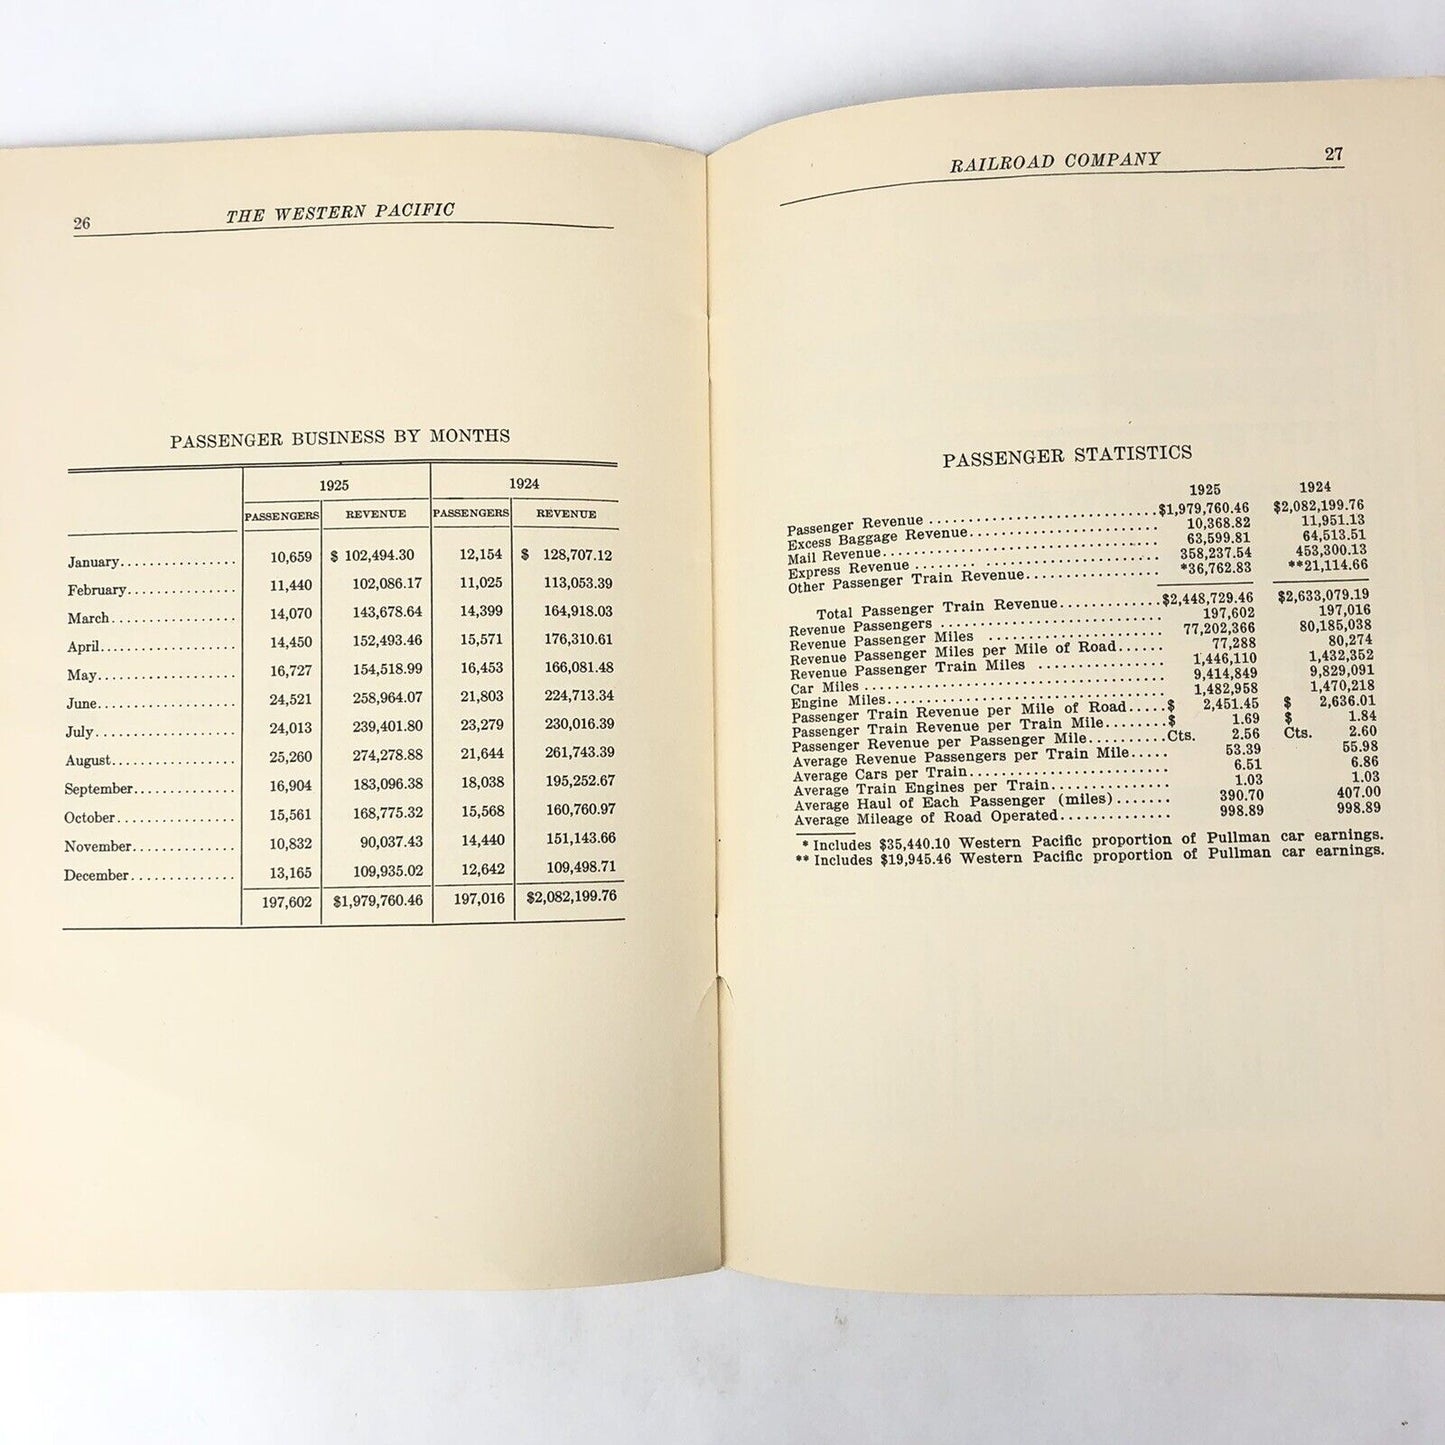 26 THE WESTERN PACIFIC
PASSENGER BUSINESS BY MONTHS
1925 1924
PASSENGERS REVENUE PASSENGERS REVENUE
January................ 10,659 $ 102,494.30 12,154 $ 128,707.12
February............... 11,440 102,086.17 11,025 113,053.39
March................. 14,070 143,678.64 14,399 164,918.03
April................... 14,450 152,493.46 15,571 176,310.61
May................... 16,727 154,518.99 16,453 166,081.48
June................... 24,521 258,964.07 21,803 224,713.34
July................... 24,013 239,401.80 23,279 230,016.39
August................. 25,260 274,278.88 21,644 261,743.39
September.............. 16,904 183,096.38 18,038 195,252.67
October................ 15,561 168,775.32 15,568 160,760.97
November.............. 10,832 90,037.43 14,440 151,143.66
December.............. 13,165 109,935.02 12,642 109,498.71
197,602 $1,979,760.46 197,016 $2,082,199.76
RAILROAD COMPANY 27
PASSENGER STATISTICS
1925 1924
Passenger Revenue ............................ $1,979,760.46 $2,082,199.76
Excess Baggage Revenue........................ 10,368.82 11,951.13
Mail Revenue.................................. 63,599.81 64,513.51
Express Revenue ........ ..................... 358,237.54 453,300.13
Other Passenger Train Revenue................. *36,762.83 **21,114.66
Total Passenger Train Revenue............. $2,448,729.46 $2,633,079.19
Revenue Passengers ........................... 197,602 197,016
Revenue Passenger Miles ...................... 77,202,366 80,185,038
Revenue Passenger Miles per Mile of Road...... 77,288 80,274
Revenue Passenger Train Miles ................ 1,446,110 1,432,352
Car Miles .................................... 9,414,849 9,829,091
Engine Miles.................................. 1,482,958 1,470,218
Passenger Train Revenue per Mile of Road..... $ 2,451.45 $ 2,636.01
Passenger Train Revenue per Train Mile........ $ 1.69 $ 1.84
Passenger Revenue per Passenger Mile.......... Cts. 2.56 Cts. 2.60
Average Revenue Passengers per Train Mile..... 53.39 55.98
Average Cars per Train........................ 6.51 6.86
Average Train Engines per Train............... 1.03 1.03
Average Haul of Each Passenger (miles)....... 390.70 407.00
Average Mileage of Road Operated.............. 998.89 998.89
* Includes $35,440.10 Western Pacific proportion of Pullman car earnings.
** Includes $19,945.46 Western Pacific proportion of Pullman car earnings.